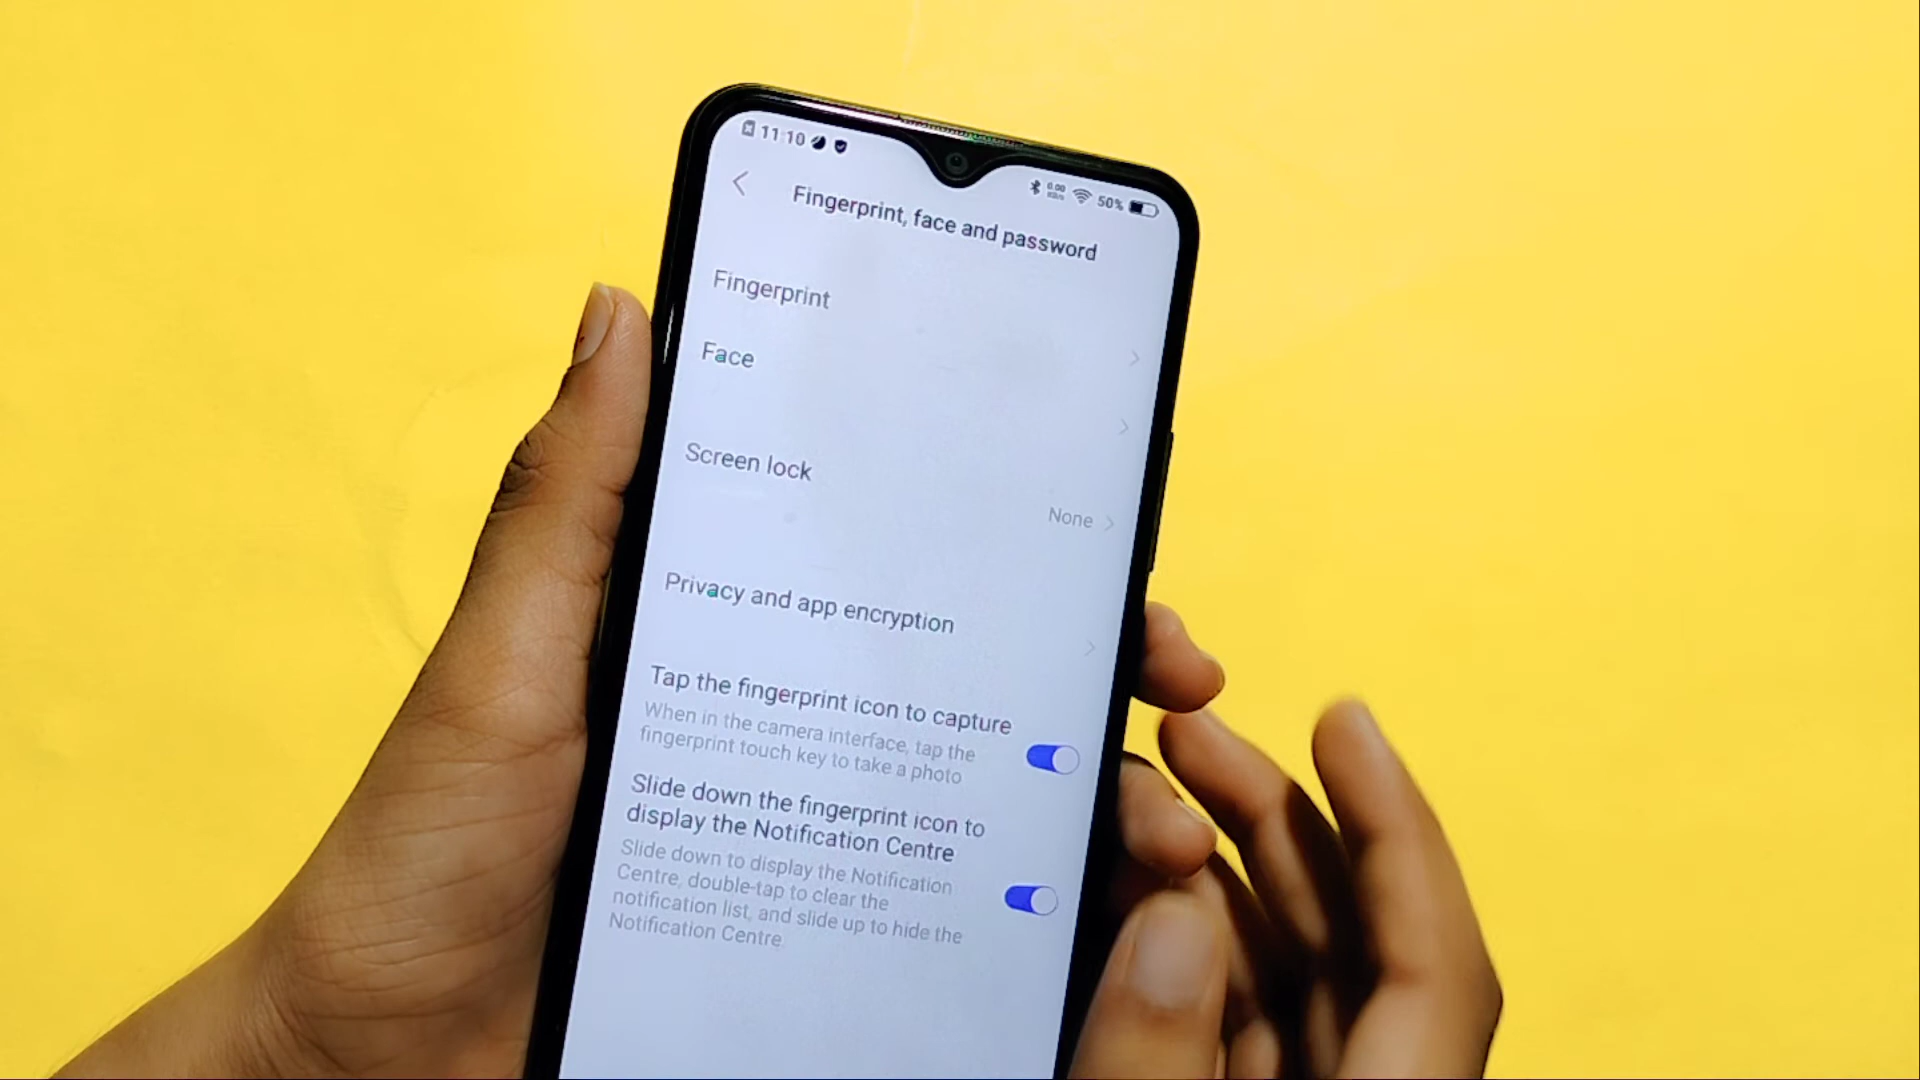 11:10
0.00
50%
Fingerprint, face and password
Fingerprint
Face
Screen lock
None
Privacy and app encryption
Tap the fingerprint icon to capture
When in the camera interface, tap the
fingerprint touch key to take a photo
Slide down the fingerprint icon to
display the Notification Centre
Slide down to display the Notification
Centre, double-tap to clear the
notification list, and slide up to hide the
Notification Centre.